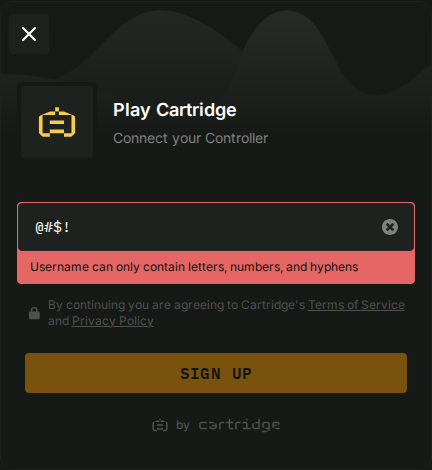 Play Cartridge
Connect your Controller
@#$!
Username can only contain letters, numbers, and hyphens
By continuing you are agreeing to Cartridge's Terms of Service
and Privacy Policy
SIGN UP
by cartridge